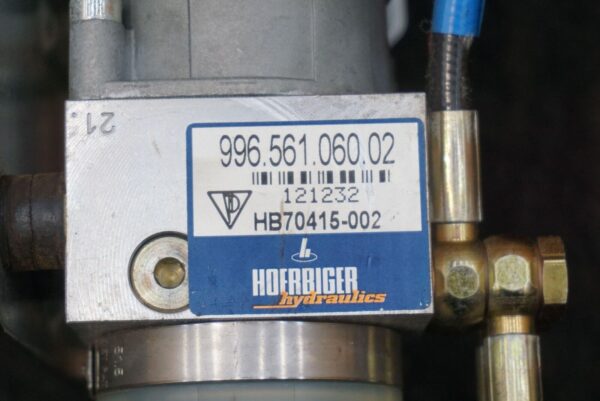 21.
996.561.060.02
121232
HB70415-002
HOERBIGER
hydraulics